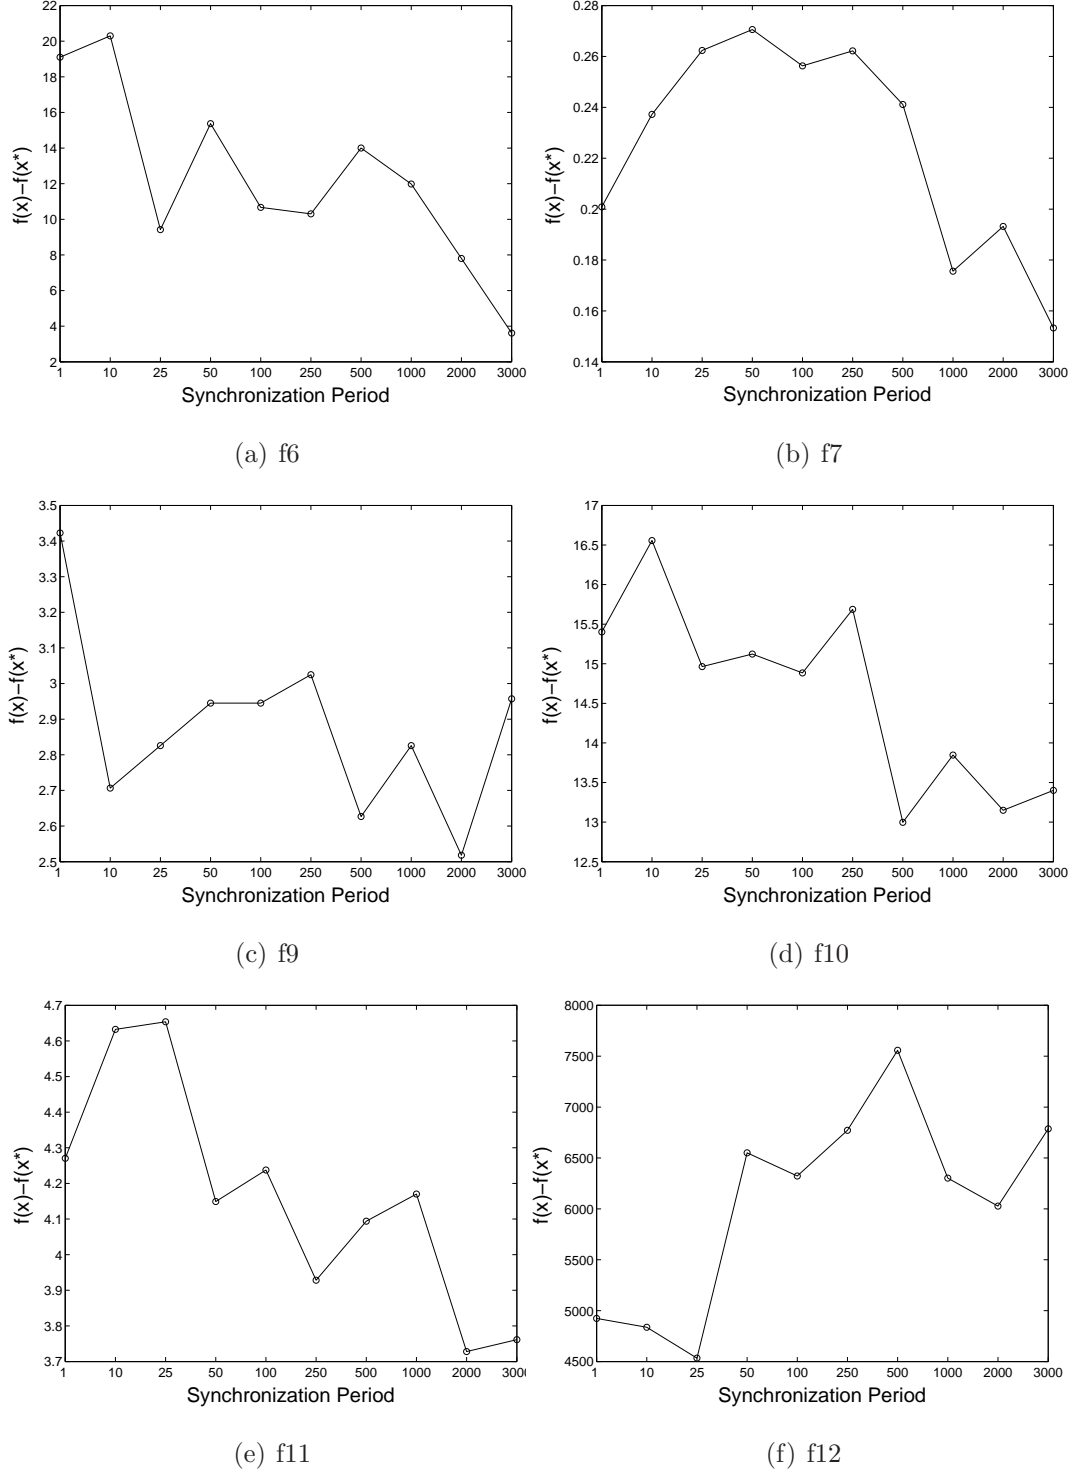 22
20
18
16
14
12
10
8
6
4
2
f(x)−f(x*)
1 10 25 50 100 250 500 1000 2000 3000
Synchronization Period
(a) f6
0.28
0.26
0.24
0.22
0.2
0.18
0.16
0.14
f(x)−f(x*)
1 10 25 50 100 250 500 1000 2000 3000
Synchronization Period
(b) f7
3.5
3.4
3.3
3.2
3.1
3
2.9
2.8
2.7
2.6
2.5
f(x)−f(x*)
1 10 25 50 100 250 500 1000 2000 3000
Synchronization Period
(c) f9
17
16.5
16
15.5
15
14.5
14
13.5
13
12.5
f(x)−f(x*)
1 10 25 50 100 250 500 1000 2000 3000
Synchronization Period
(d) f10
4.7
4.6
4.5
4.4
4.3
4.2
4.1
4
3.9
3.8
3.7
f(x)−f(x*)
1 10 25 50 100 250 500 1000 2000 3000
Synchronization Period
(e) f11
8000
7500
7000
6500
6000
5500
5000
4500
f(x)−f(x*)
1 10 25 50 100 250 500 1000 2000 3000
Synchronization Period
(f) f12